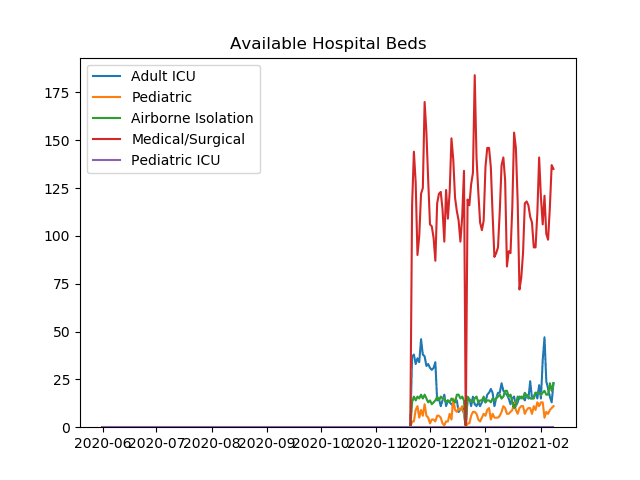 Available Hospital Beds
Adult ICU
Pediatric
Airborne Isolation
Medical/Surgical
Pediatric ICU
175
150
125
100
75
50
25
0
2020-06
2020-07
2020-08
2020-09
2020-10
2020-11
2020-12
2021-01
2021-02